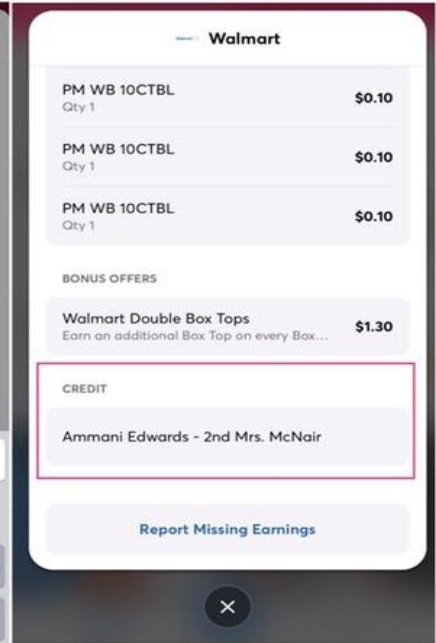 Walmart
PM WB 10CTBL
$0.10
Qty 1
PM WB 10CTBL
$0.10
Qty 1
PM WB 10CTBL
$0.10
Qty 1
BONUS OFFERS
Walmart Double Box Tops
$1.30
Earn an additional Box Top on every Box...
CREDIT
Ammani Edwards - 2nd Mrs. McNair
Report Missing Earnings